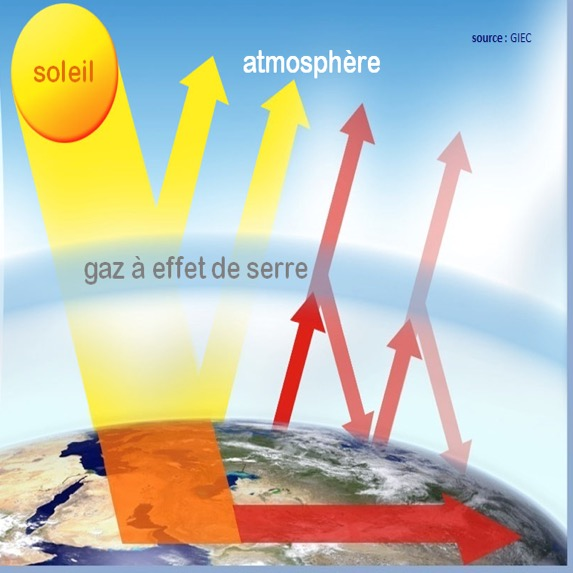 soleil
atmosphère
source : GIEC
gaz à effet de serre